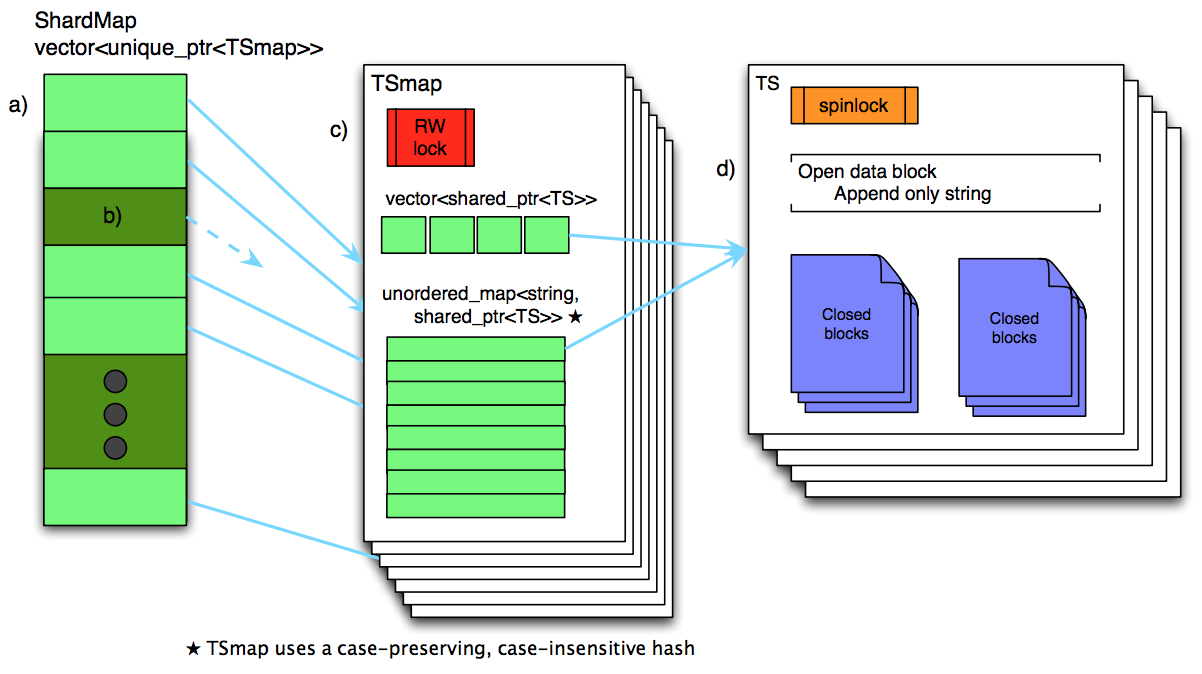 ShardMap
vector<unique_ptr<TSmap>>
a)
b)
c)
TSmap
RW
lock
vector<shared_ptr<TS>>
unordered_map<string,
shared_ptr<TS>> ★
d)
TS
spinlock
Open data block
Append only string
Closed
blocks
Closed
blocks
★ TSmap uses a case-preserving, case-insensitive hash